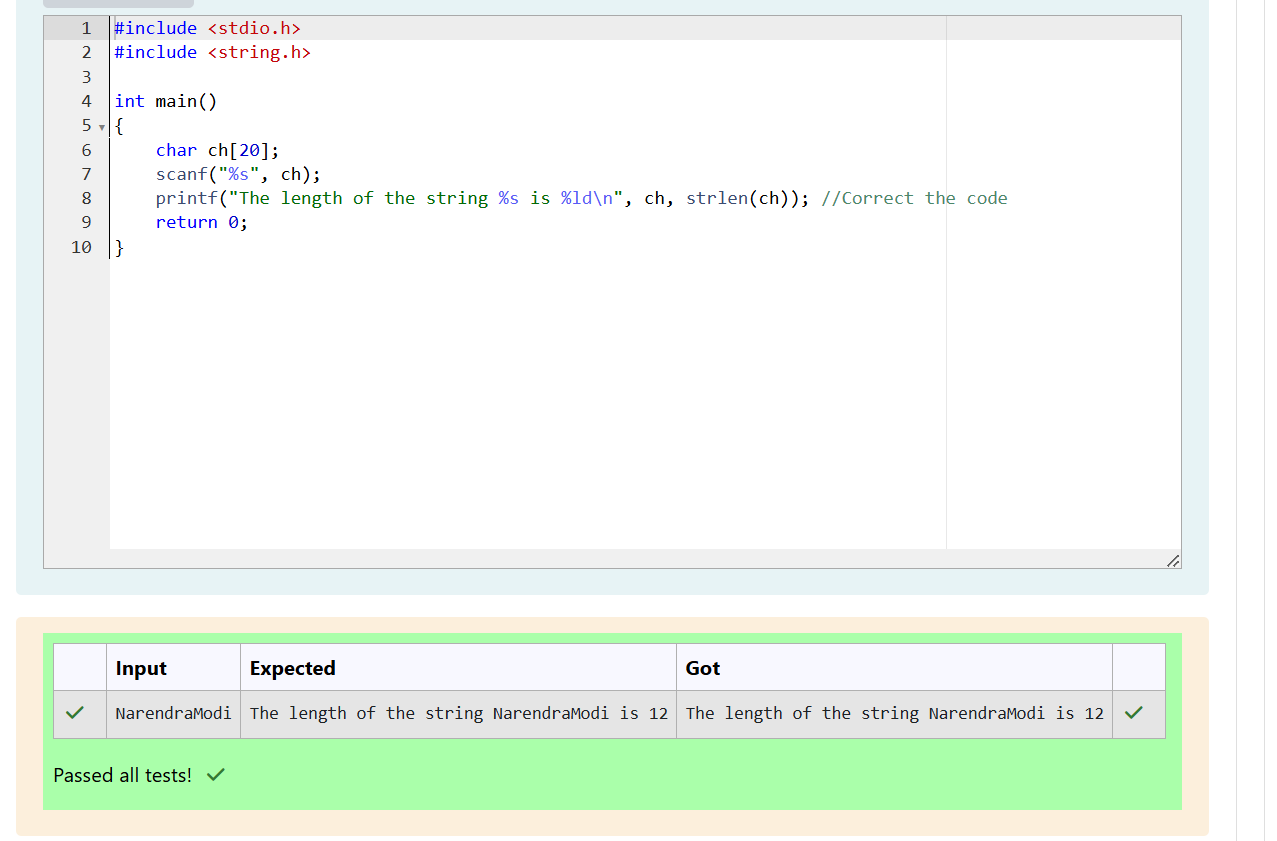 1 #include <stdio.h>
2 #include <string.h>
3
4 int main()
5 {
6     char ch[20];
7     scanf("%s", ch);
8     printf("The length of the string %s is %ld\n", ch, strlen(ch)); //Correct the code
9     return 0;
10 }
Input Expected Got
NarendraModi The length of the string NarendraModi is 12 The length of the string NarendraModi is 12
Passed all tests!